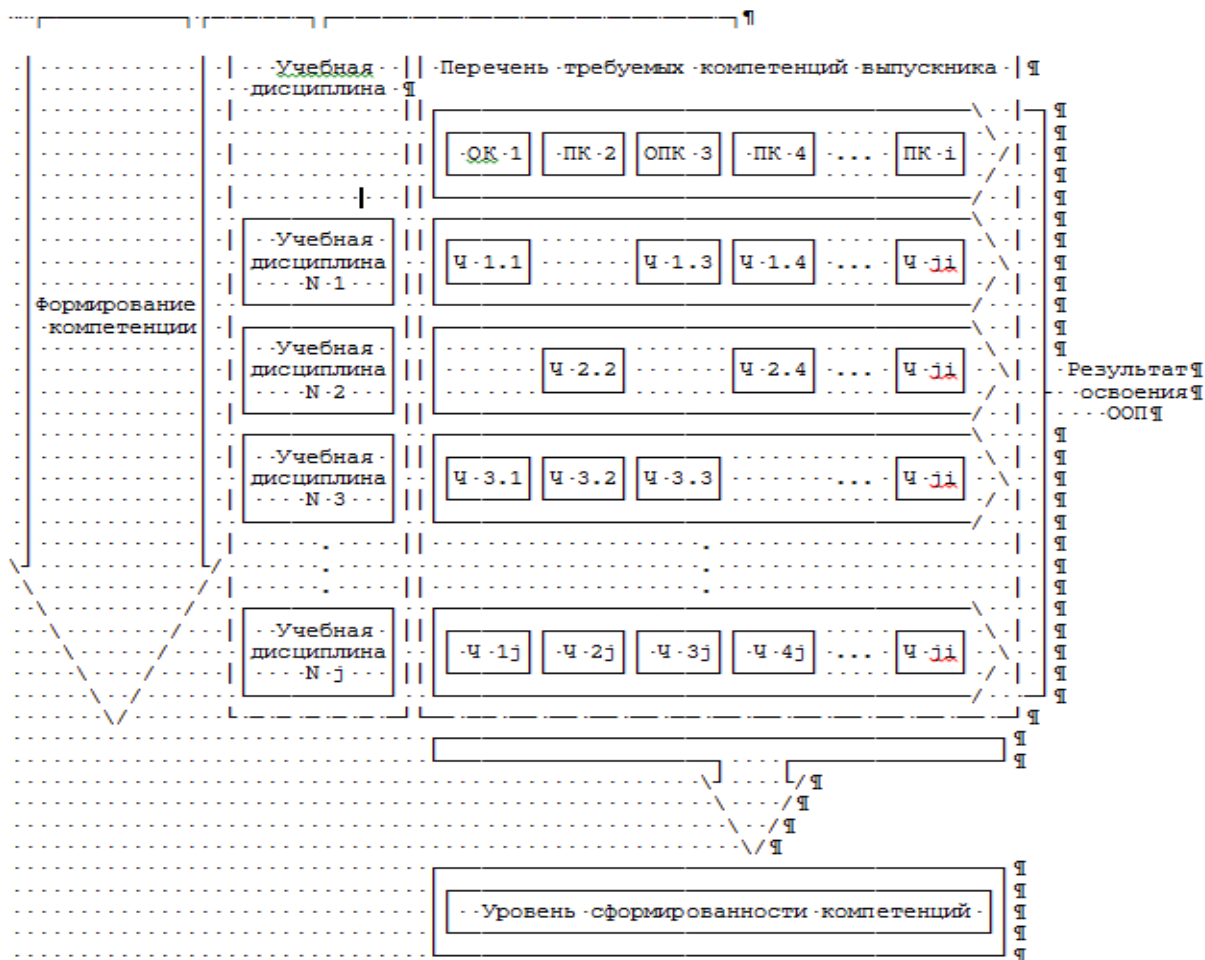 Учебная Перечень требуемых компетенций выпускника
дисциплина
ОК 1 ПК 2 ОПК 3 ПК 4 ... ПК i
Учебная
дисциплина Ч 1.1 Ч 1.3 Ч 1.4 ... Ч ji
N 1
Формирование
компетенции
Учебная
дисциплина Ч 2.2 Ч 2.4 ... Ч ji Результат
N 2 освоения
ООП
Учебная
дисциплина Ч 3.1 Ч 3.2 Ч 3.3 ... Ч ji
N 3
. .
. .
. .
Учебная
дисциплина Ч 1j Ч 2j Ч 3j Ч 4j ... Ч ji
N j
Уровень сформированности компетенций